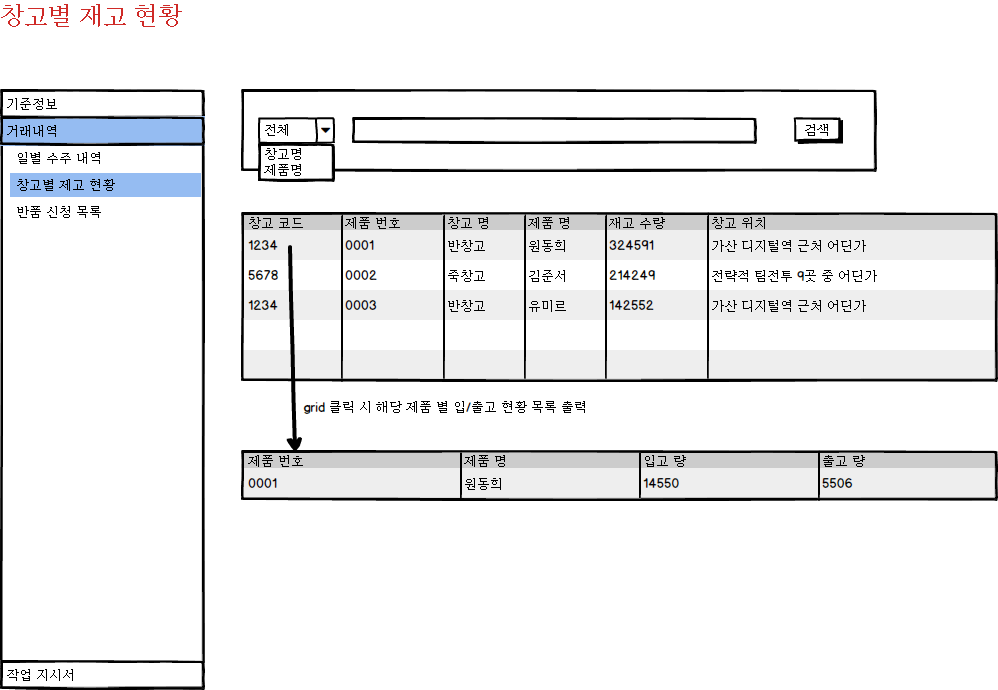 창고별 재고 현황
기준정보
거래내역
일별 수주 내역
창고별 제고 현황
반품 신청 목록
작업 지시서
전체
창고명
제품명
검색
창고 코드 제품 번호 창고 명 제품 명 재고 수량 창고 위치
1234 0001 반창고 원동희 324591 가산 디지털역 근처 어딘가
5678 0002 죽창고 김준서 214249 전략적 팀전투 9곳 중 어딘가
1234 0003 반창고 유미르 142552 가산 디지털역 근처 어딘가
grid 클릭 시 해당 제품 별 입/출고 현황 목록 출력
제품 번호 제품 명 입고 량 출고 량
0001 원동희 14550 5506